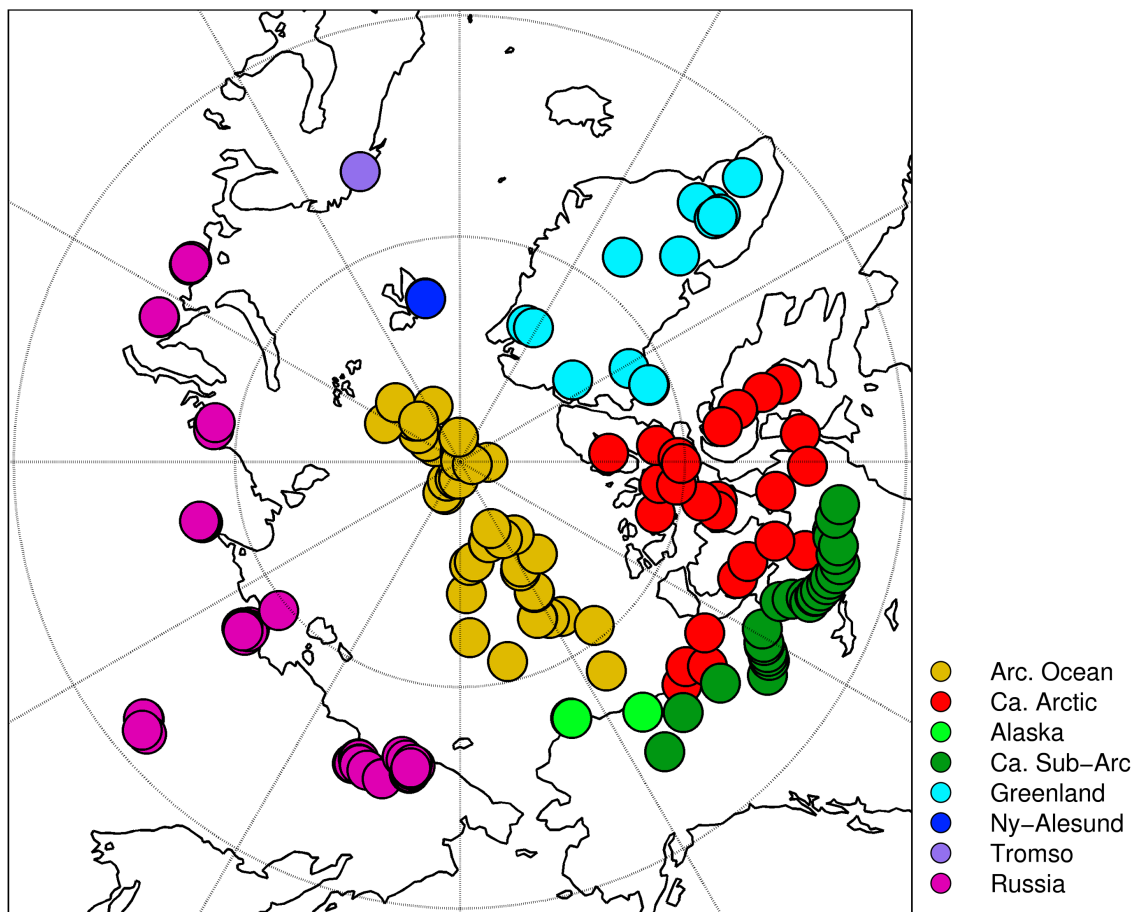 Arc. Ocean
Ca. Arctic
Alaska
Ca. Sub−Arc
Greenland
Ny−Alesund
Tromso
Russia